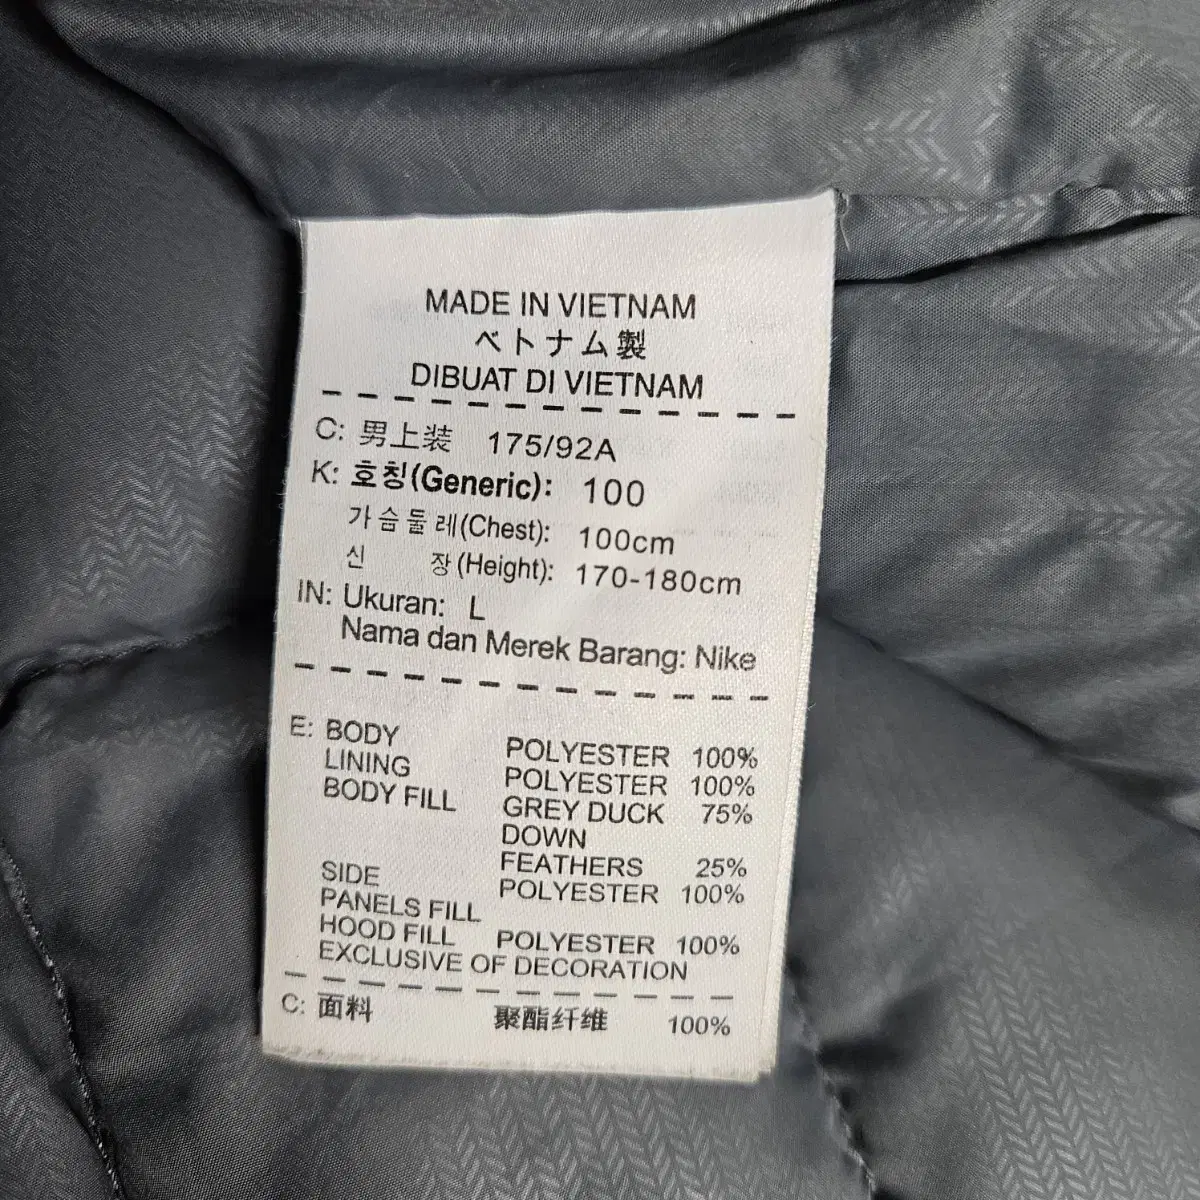 MADE IN VIETNAM
ベトナム製
DIBUAT DI VIETNAM
C: 男上装 175/92A
K: 호칭(Generic): 100
가슴둘레(Chest): 100cm
신 장(Height): 170-180cm
IN: Ukuran: L
Nama dan Merek Barang: Nike
E: BODY POLYESTER 100%
LINING POLYESTER 100%
BODY FILL GREY DUCK 75%
DOWN
FEATHERS 25%
SIDE POLYESTER 100%
PANELS FILL
HOOD FILL POLYESTER 100%
EXCLUSIVE OF DECORATION
C: 面料 聚酯纤维 100%